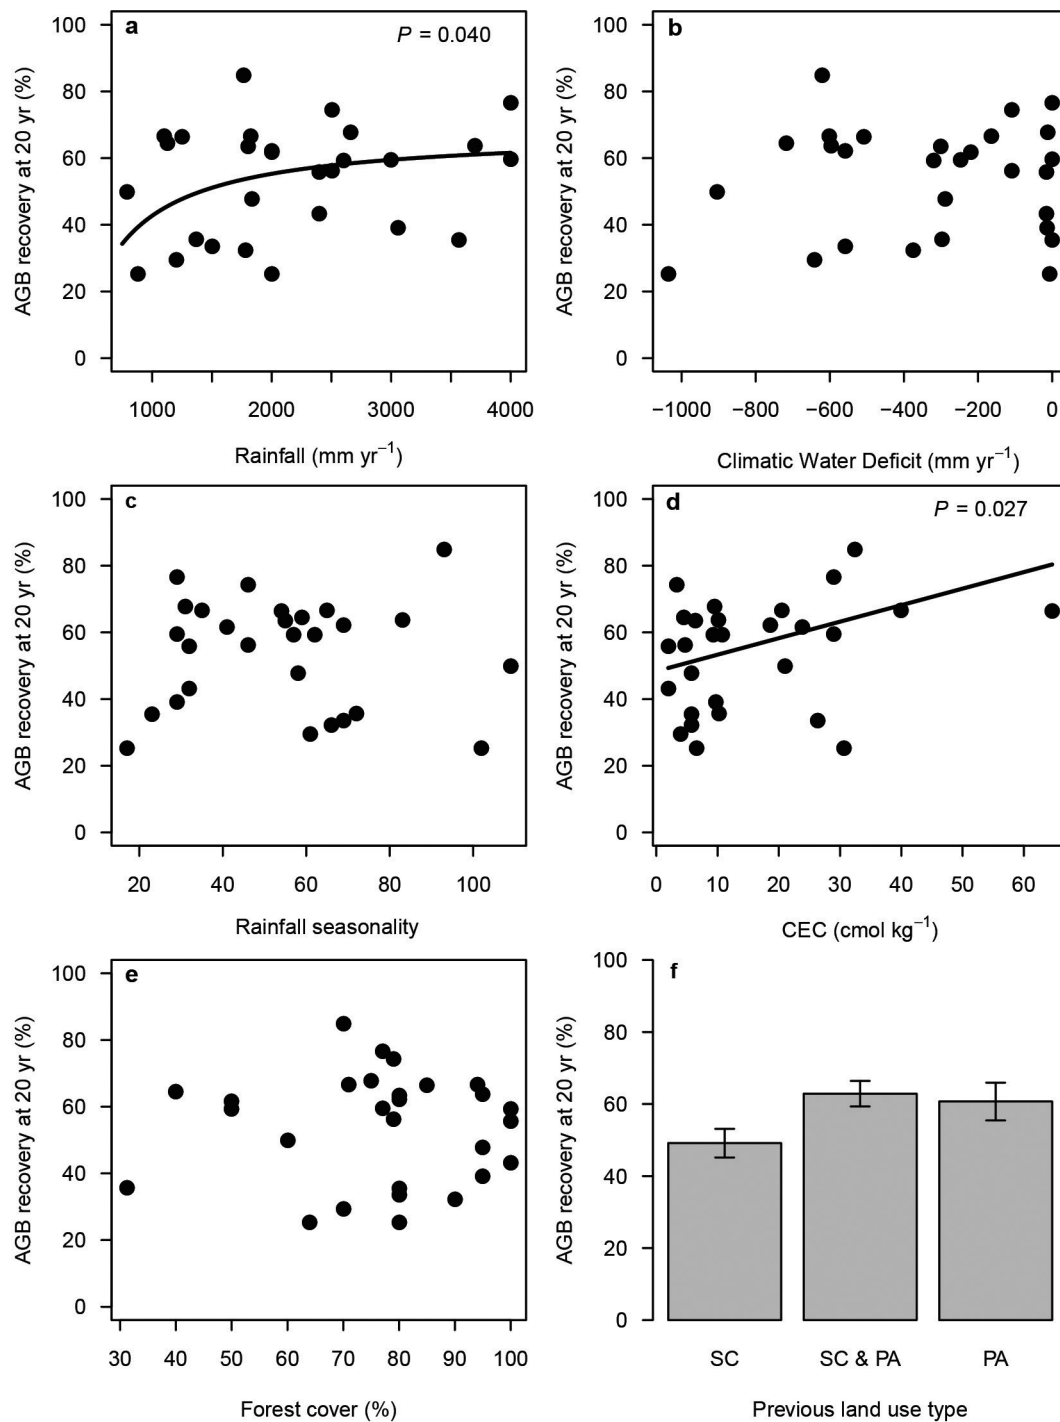 a
P = 0.040
AGB recovery at 20 yr (%)
100
80
60
40
20
0
1000 2000 3000 4000
Rainfall (mm yr⁻¹)
b
AGB recovery at 20 yr (%)
100
80
60
40
20
0
−1000 −800 −600 −400 −200 0
Climatic Water Deficit (mm yr⁻¹)
c
AGB recovery at 20 yr (%)
100
80
60
40
20
0
20 40 60 80 100
Rainfall seasonality
d
P = 0.027
AGB recovery at 20 yr (%)
100
80
60
40
20
0
0 10 20 30 40 50 60
CEC (cmol kg⁻¹)
e
AGB recovery at 20 yr (%)
100
80
60
40
20
0
30 40 50 60 70 80 90 100
Forest cover (%)
f
AGB recovery at 20 yr (%)
100
80
60
40
20
0
SC SC & PA PA
Previous land use type